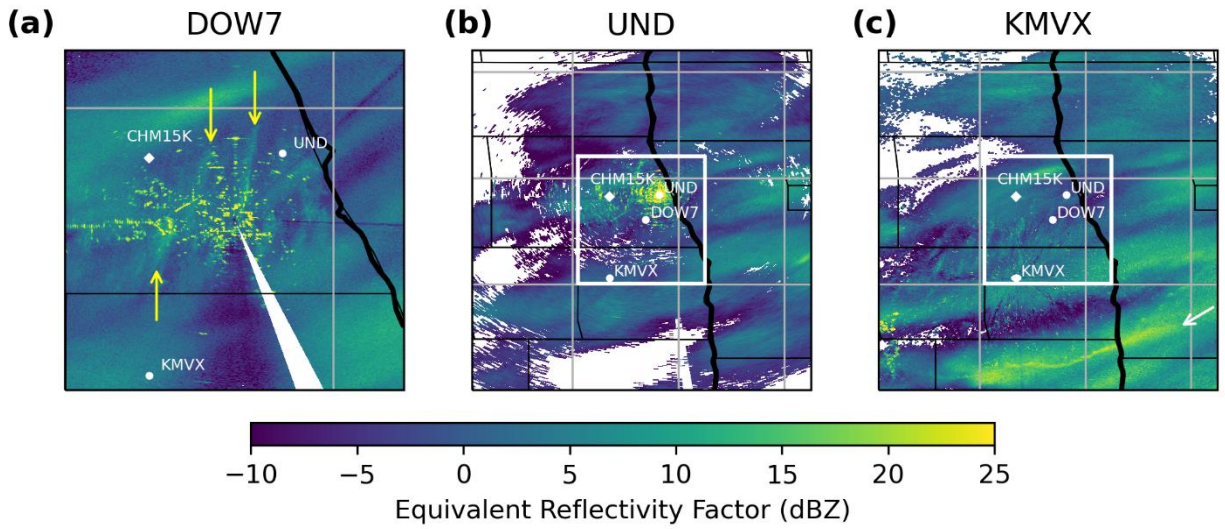 (a) DOW7
(b) UND
(c) KMVX
CHM15K
UND
KMVX
CHM15K
UND
DOW7
KMVX
CHM15K
UND
DOW7
KMVX
−10 −5 0 5 10 15 20 25
Equivalent Reflectivity Factor (dBZ)